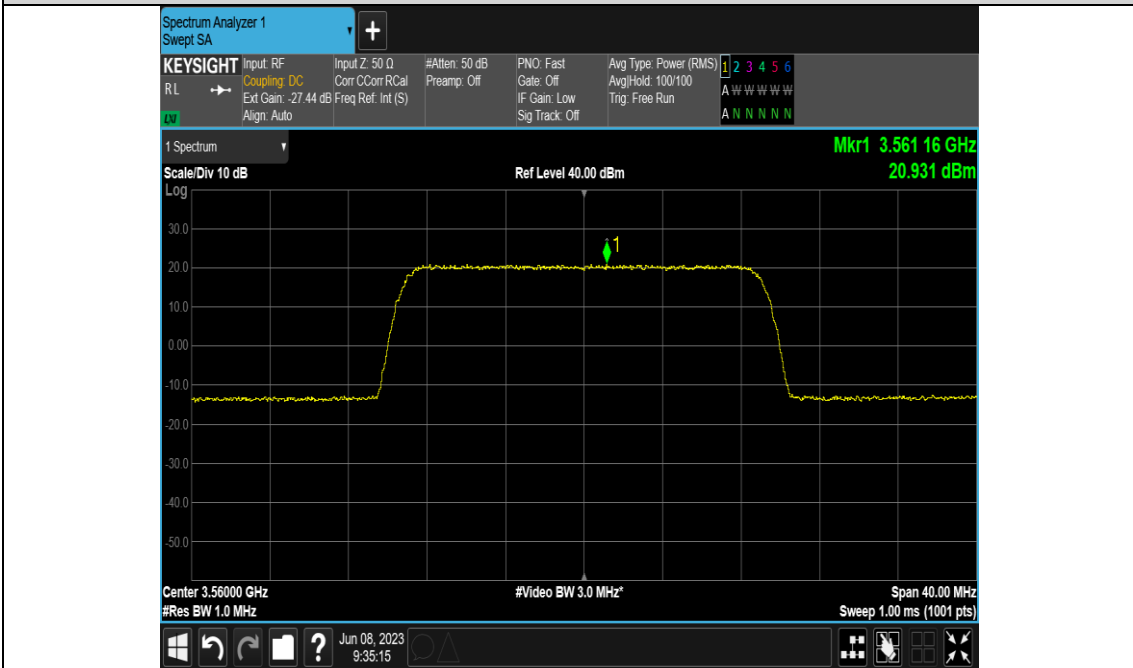 Spectrum Analyzer 1
Swept SA
+
KEYSIGHT
RL
LXI
Input: RF
Coupling: DC
Ext Gain: -27.44 dB
Align: Auto
Input Z: 50 Ω
Corr CCorr RCal
Freq Ref: Int (S)
#Atten: 50 dB
Preamp: Off
PNO: Fast
Gate: Off
IF Gain: Low
Sig Track: Off
Avg Type: Power (RMS)
Avg|Hold: 100/100
Trig: Free Run
1 2 3 4 5 6
A W W W W W
A N N N N N
1 Spectrum
Mkr1 3.561 16 GHz
Scale/Div 10 dB
Ref Level 40.00 dBm
20.931 dBm
Log
30.0
1
20.0
10.0
0.00
-10.0
-20.0
-30.0
-40.0
-50.0
Center 3.56000 GHz
#Video BW 3.0 MHz*
Span 40.00 MHz
#Res BW 1.0 MHz
Sweep 1.00 ms (1001 pts)
?
Jun 08, 2023
9:35:15